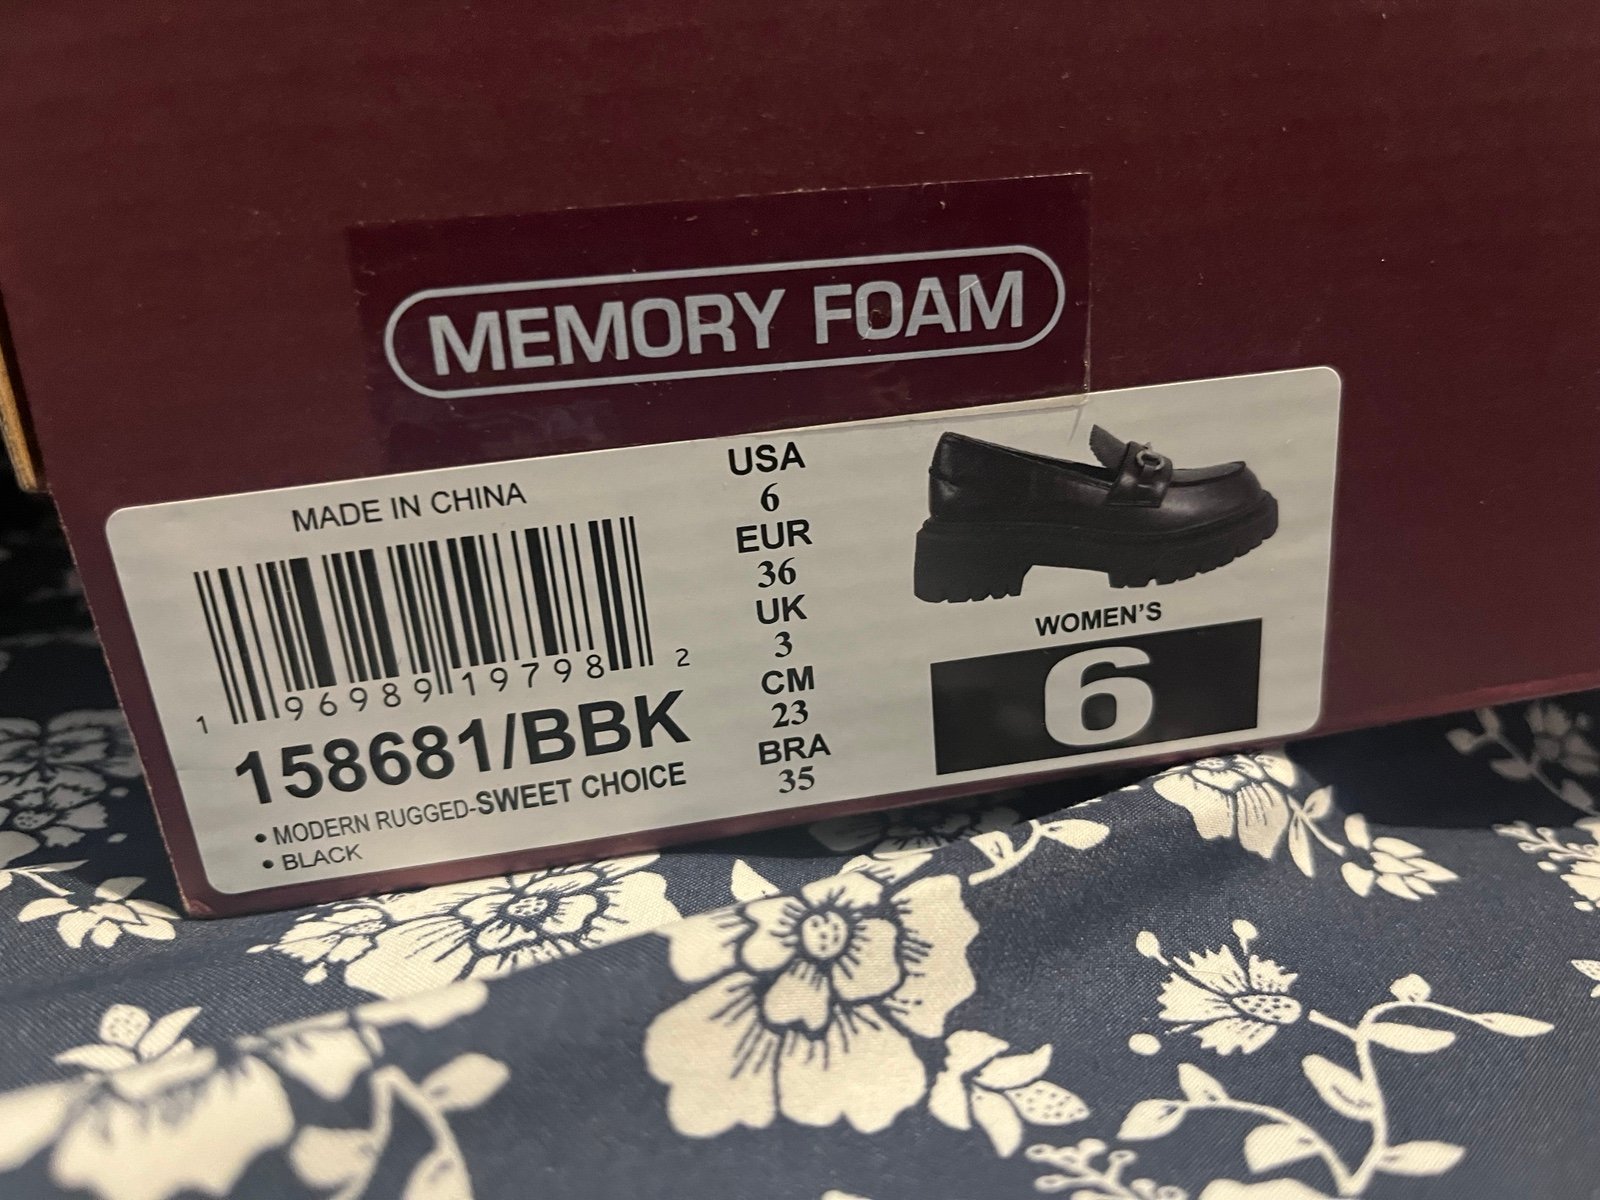 MEMORY FOAM
MADE IN CHINA
1 96989 19798 2
158681/BBK
• MODERN RUGGED-SWEET CHOICE
• BLACK
USA
6
EUR
36
UK
3
CM
23
BRA
35
WOMEN'S
6